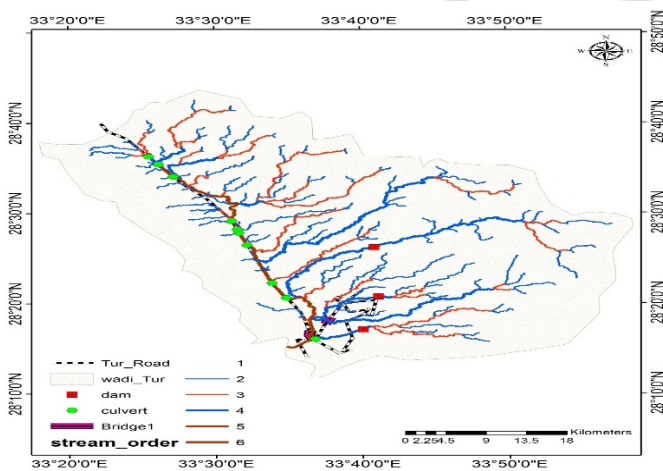 33°20'0"E 33°30'0"E 33°40'0"E
28°50'0"N
28°40'0"N 28°40'0"N
28°30'0"N 28°30'0"N
28°20'0"N 28°20'0"N
28°10'0"N 28°10'0"N
N
W E
S
Tur_Road 1
wadi_Tur 2
dam 3
culvert 4
Bridge1 5
stream_order 6
Kilometers
0 2.25 4.5 9 13.5 18
33°20'0"E 33°30'0"E 33°40'0"E 33°50'0"E